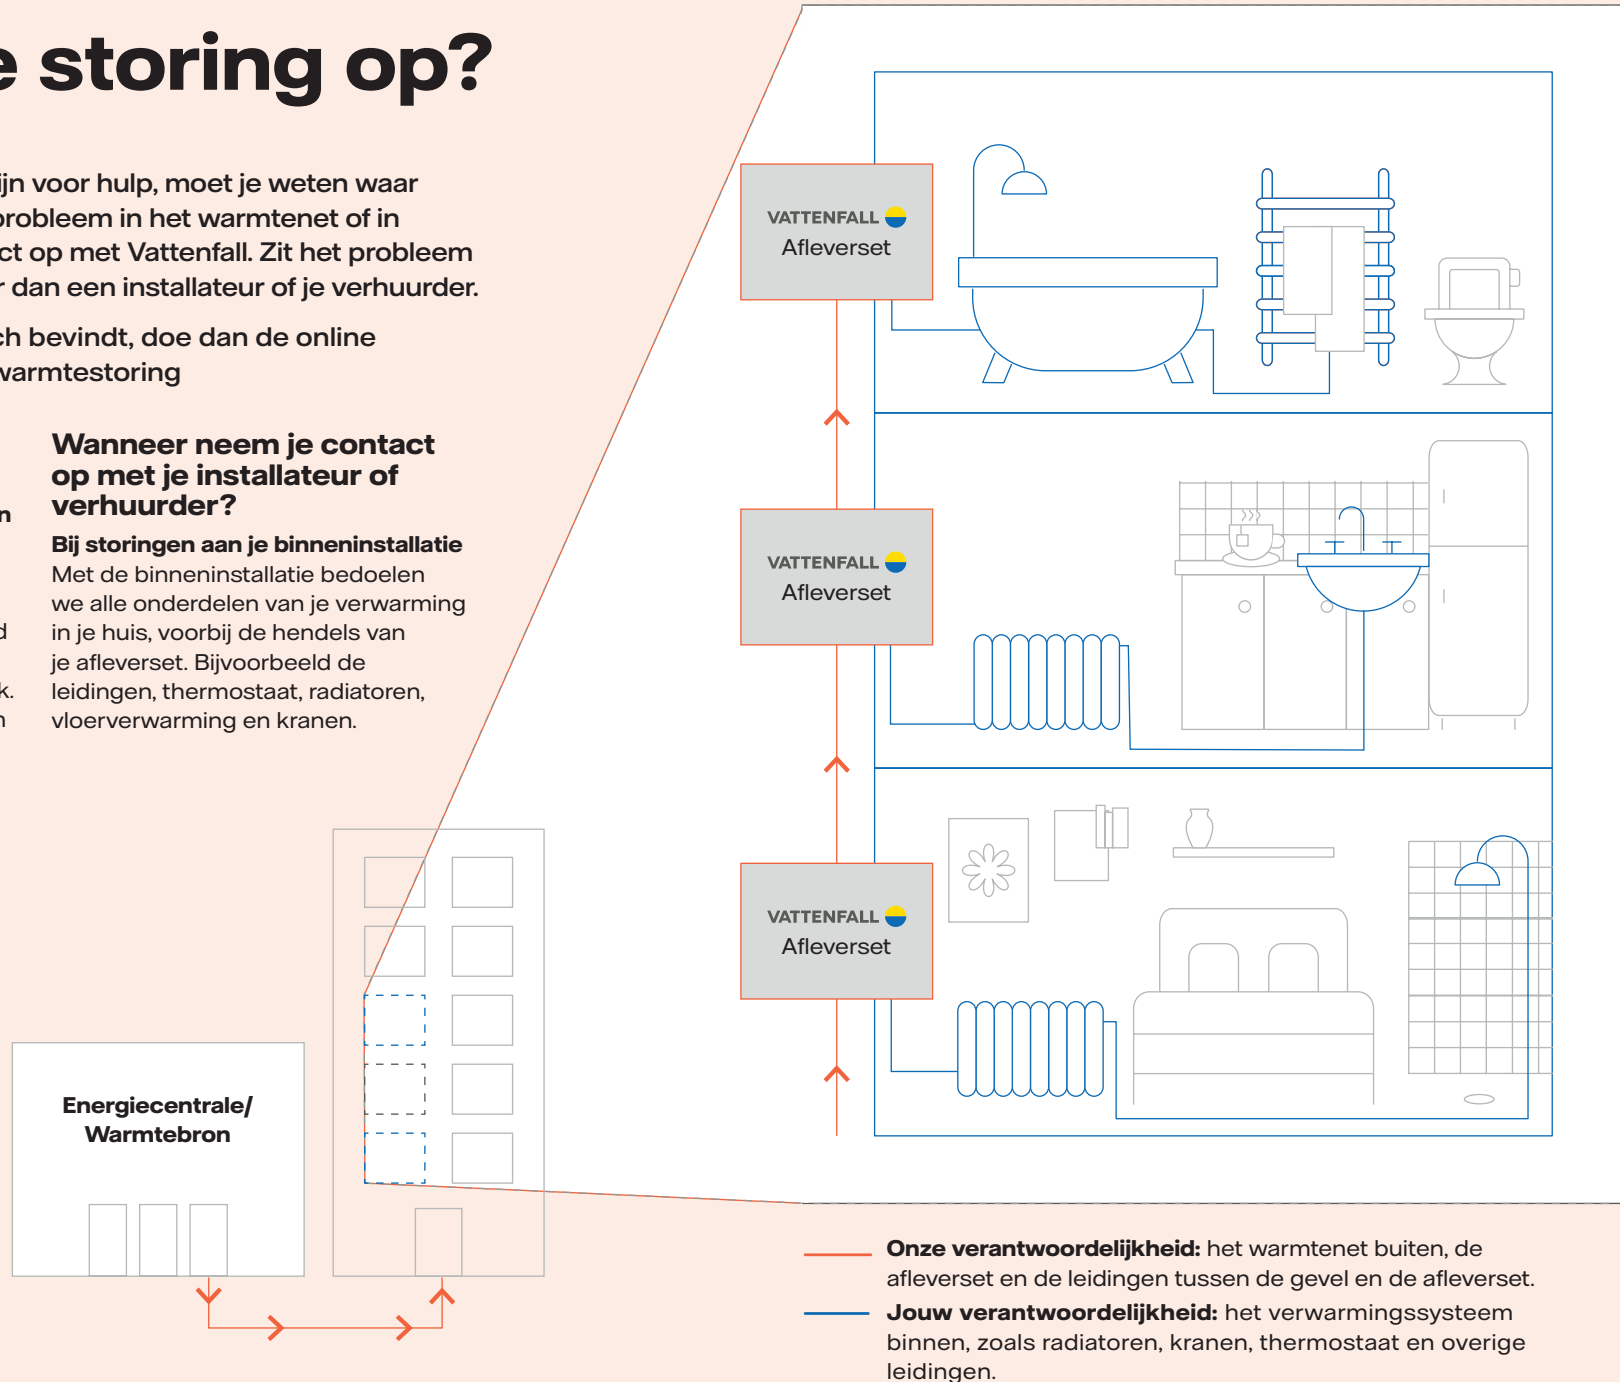 e storing op?
ijn voor hulp, moet je weten waar
probleem in het warmtenet of in
ct op met Vattenfall. Zit het probleem
r dan een installateur of je verhuurder.
ch bevindt, doe dan de online
warmtestoring
n
d
k.
n
Wanneer neem je contact
op met je installateur of
verhuurder?
Bij storingen aan je binneninstallatie
Met de binneninstallatie bedoelen
we alle onderdelen van je verwarming
in je huis, voorbij de hendels van
je afleverset. Bijvoorbeeld de
leidingen, thermostaat, radiatoren,
vloerverwarming en kranen.
VATTENFALL
Afleverset
VATTENFALL
Afleverset
VATTENFALL
Afleverset
Energiecentrale/
Warmtebron
Onze verantwoordelijkheid: het warmtenet buiten, de
afleverset en de leidingen tussen de gevel en de afleverset.
Jouw verantwoordelijkheid: het verwarmingssysteem
binnen, zoals radiatoren, kranen, thermostaat en overige
leidingen.